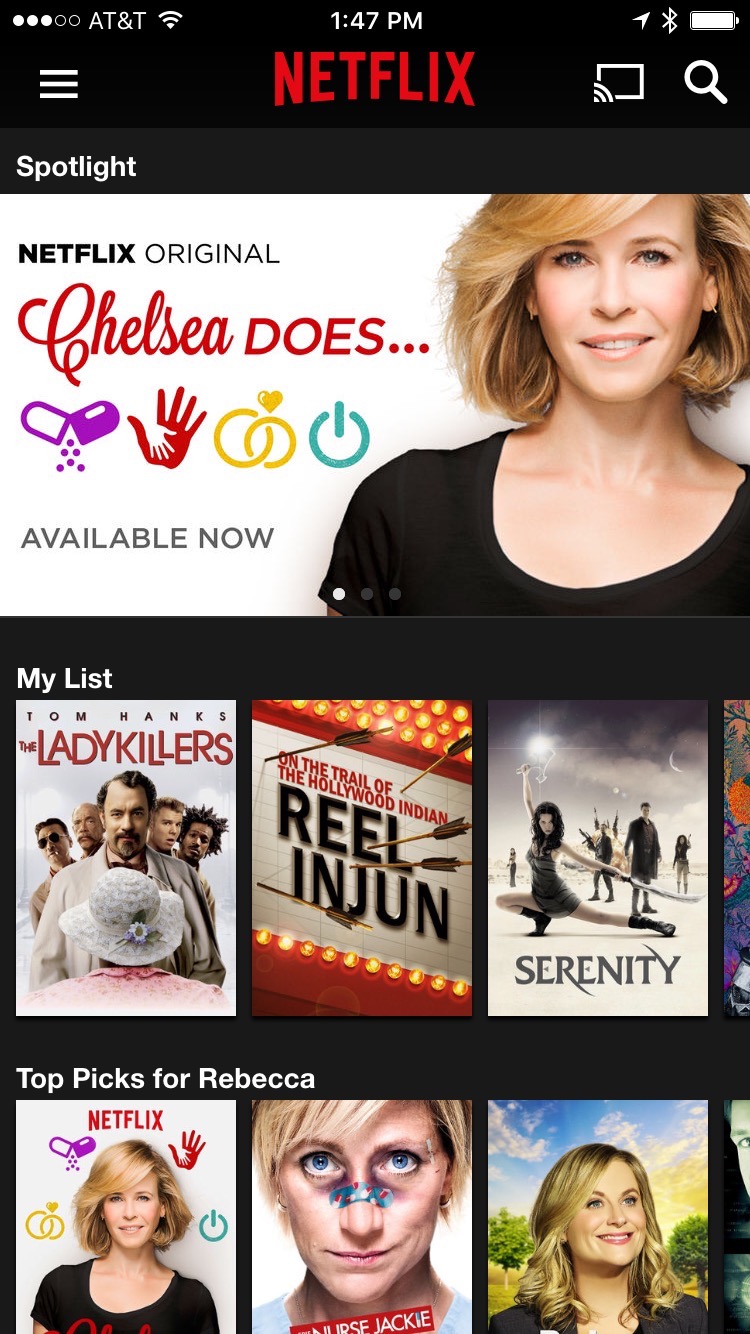 AT&T
1:47 PM
NETFLIX
Spotlight
NETFLIX ORIGINAL
Chelsea DOES...
AVAILABLE NOW
My List
TOM HANKS
THE LADYKILLERS
ON THE TRAIL OF
THE HOLLYWOOD INDIAN
REEL
INJUN
SERENITY
Top Picks for Rebecca
NETFLIX
NURSE JACKIE